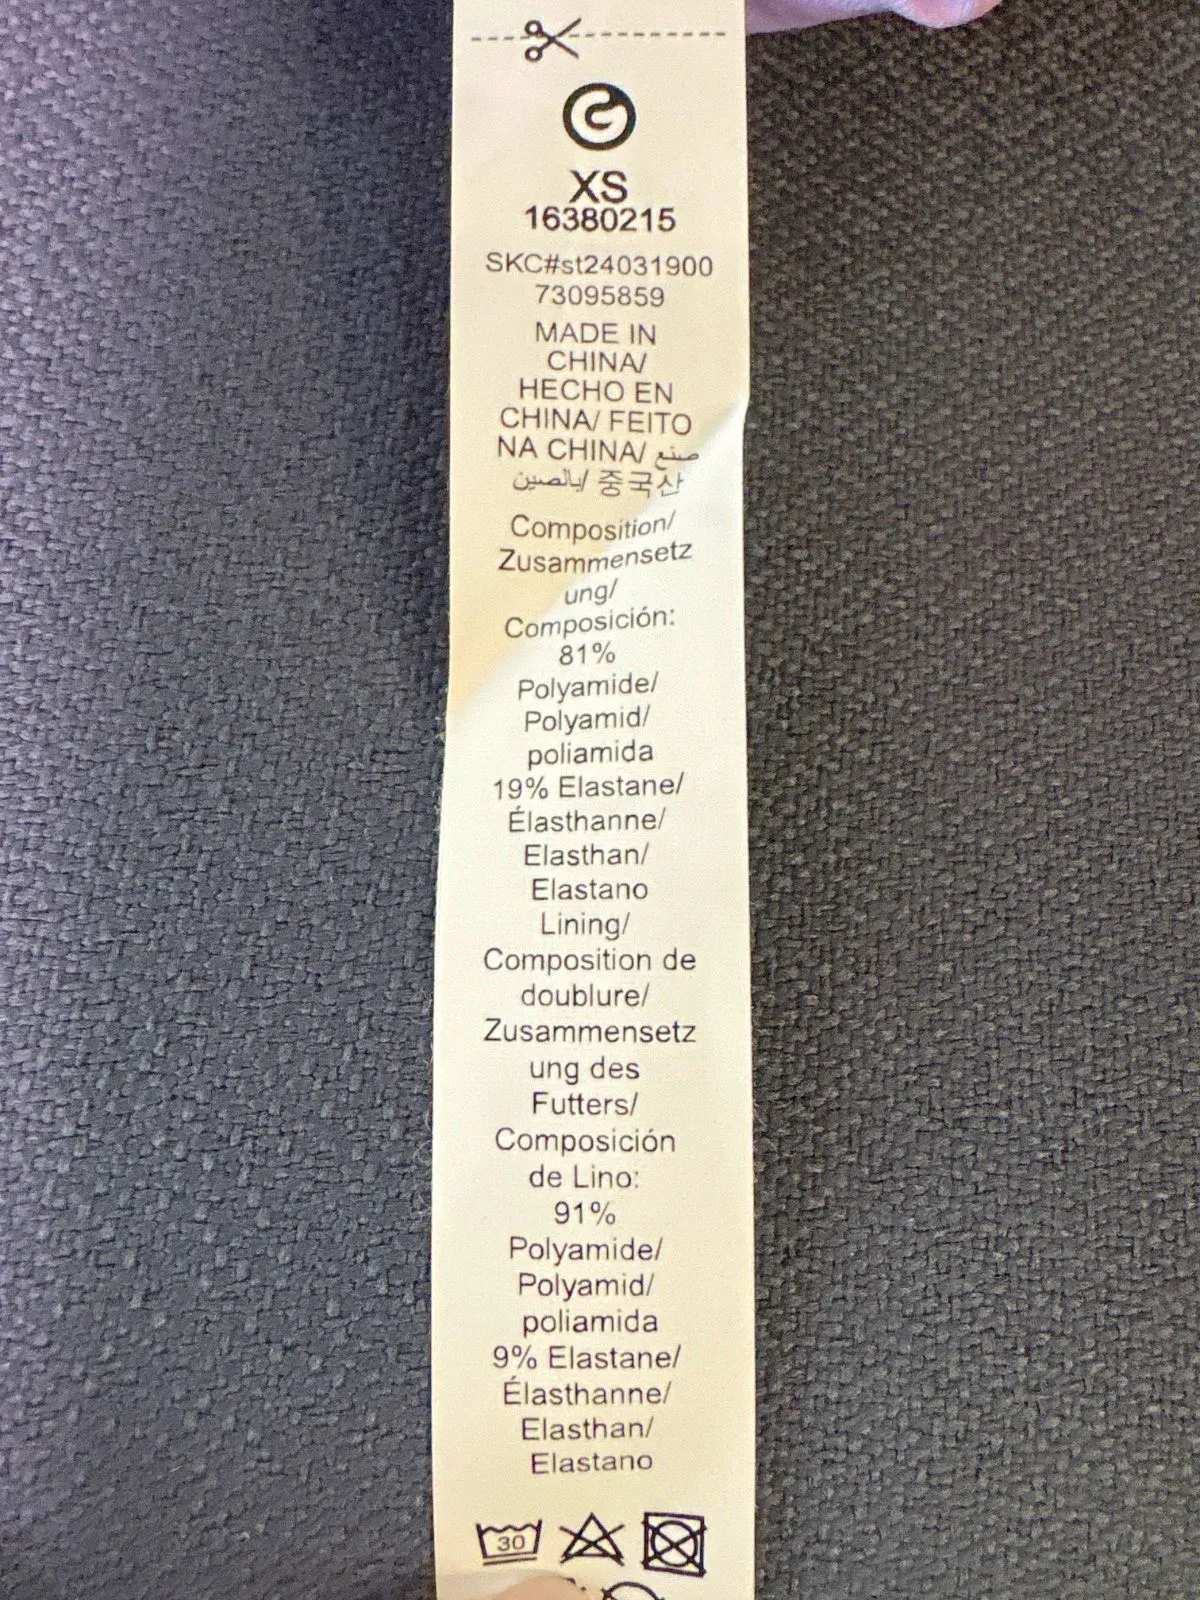 XS
16380215
SKC#st24031900
73095859
MADE IN
CHINA/
HECHO EN
CHINA/ FEITO
NA CHINA/ صنع
بالصين/ 중국산
Composition/
Zusammensetz
ung/
Composición:
81%
Polyamide/
Polyamid/
poliamida
19% Elastane/
Élasthanne/
Elasthan/
Elastano
Lining/
Composition de
doublure/
Zusammensetz
ung des
Futters/
Composición
de Lino:
91%
Polyamide/
Polyamid/
poliamida
9% Elastane/
Élasthanne/
Elasthan/
Elastano
30